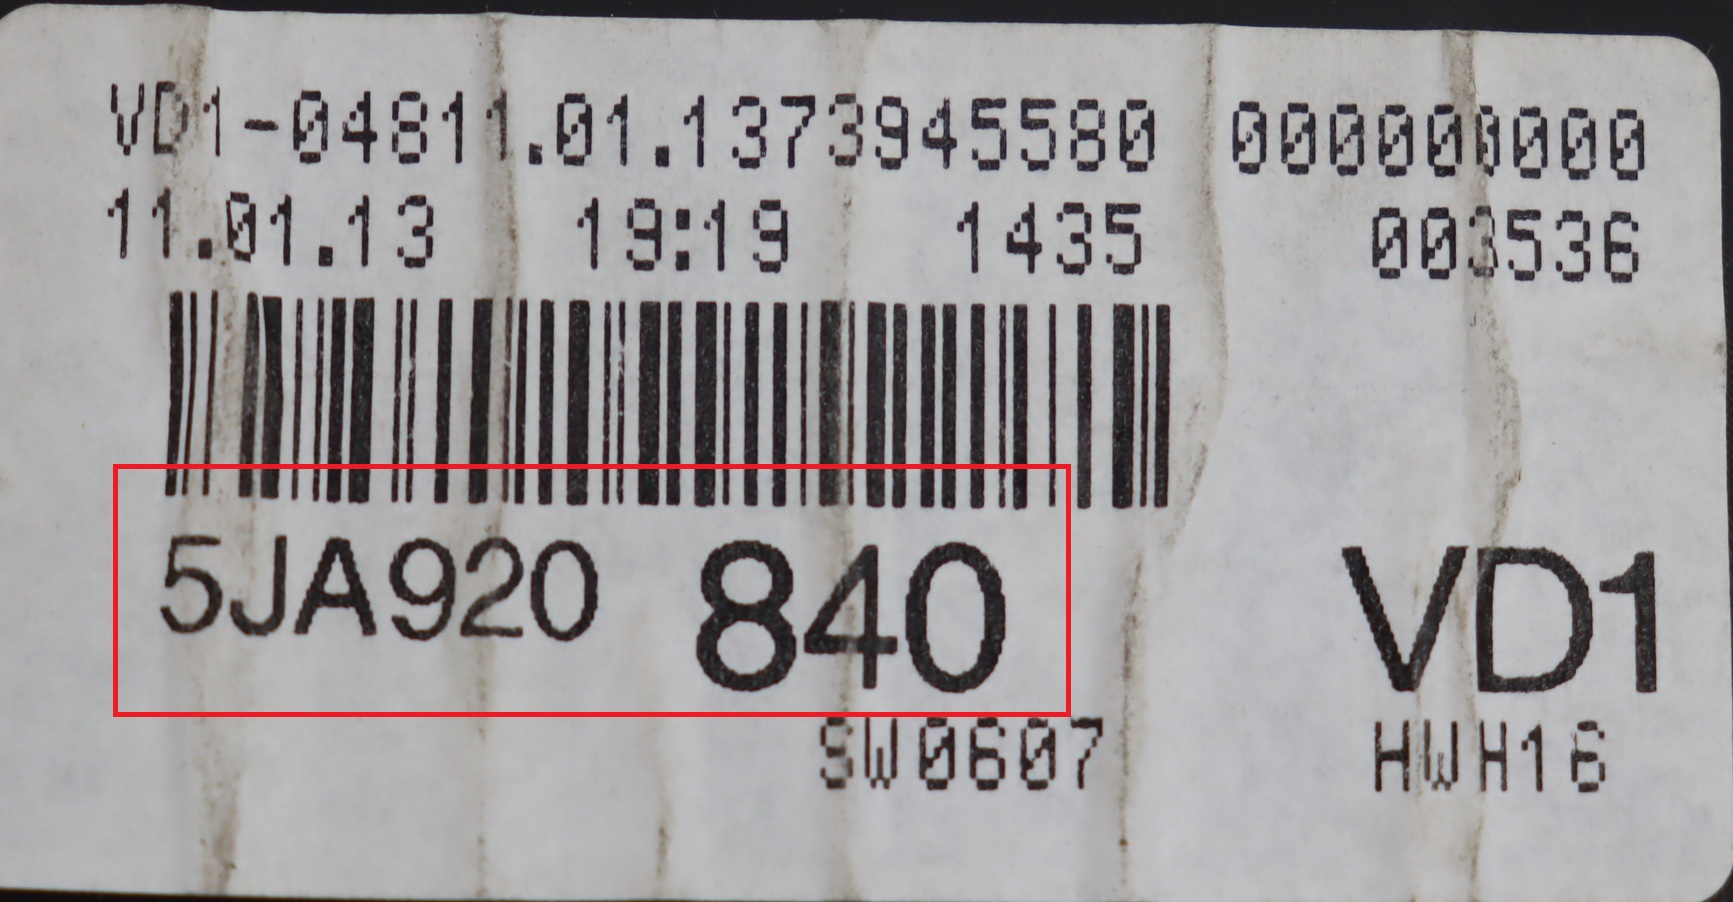 VD1-04811.01.1373945580 000000000
11.01.13 19:19 1435 003536
5JA920 840 VD1
SW0607 HWH16